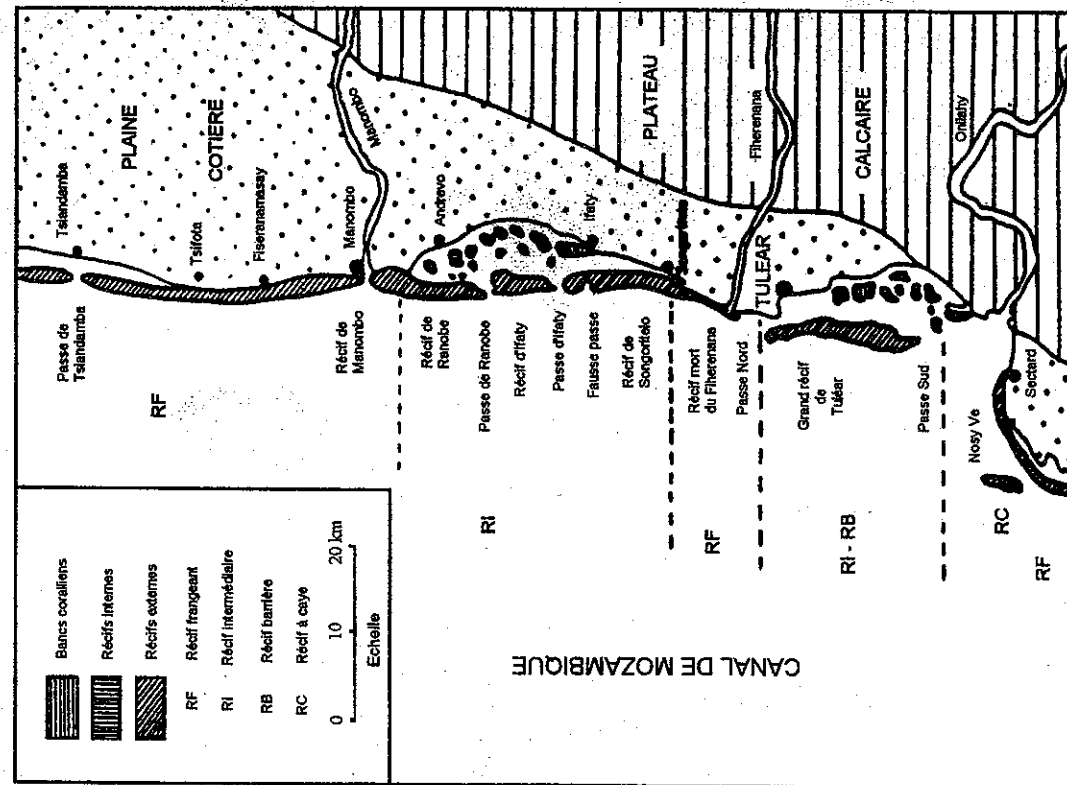 Bancs coralliens
Récifs internes
Récifs externes
RF Récif frangeant
RI Récif intermédiaire
RB Récif barrière
RC Récif à caye
0 10 20 km
Echelle
CANAL DE MOZAMBIQUE
RF
RI
RF
RI - RB
RC
RF
Passe de
Tsiandamba
Récif de
Manombo
Récif de
Ranobe
Passe de Ranobe
Récif d'Ifaty
Passe d'Ifaty
Fausse passe
Récif de
Songoritelo
Récif mort
du Fiherenana
Passe Nord
Grand récif
de
Tuléar
Passe Sud
Nosy Ve
Tsiandamba
Tsifota
Fiseranamasay
Manombo
Andrevo
Ifaty
TULEAR
Sectard
PLAINE
COTIERE
Manombo
PLATEAU
Fiherenana
CALCAIRE
Onilahy